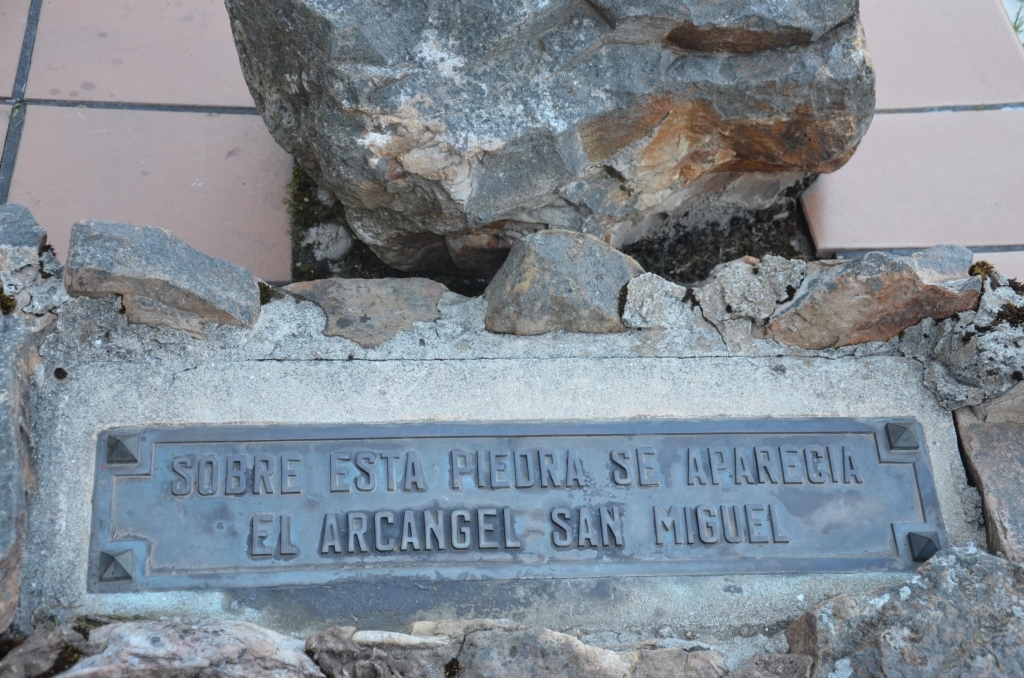 SOBRE ESTA PIEDRA SE APARECIA
EL ARCANGEL SAN MIGUEL